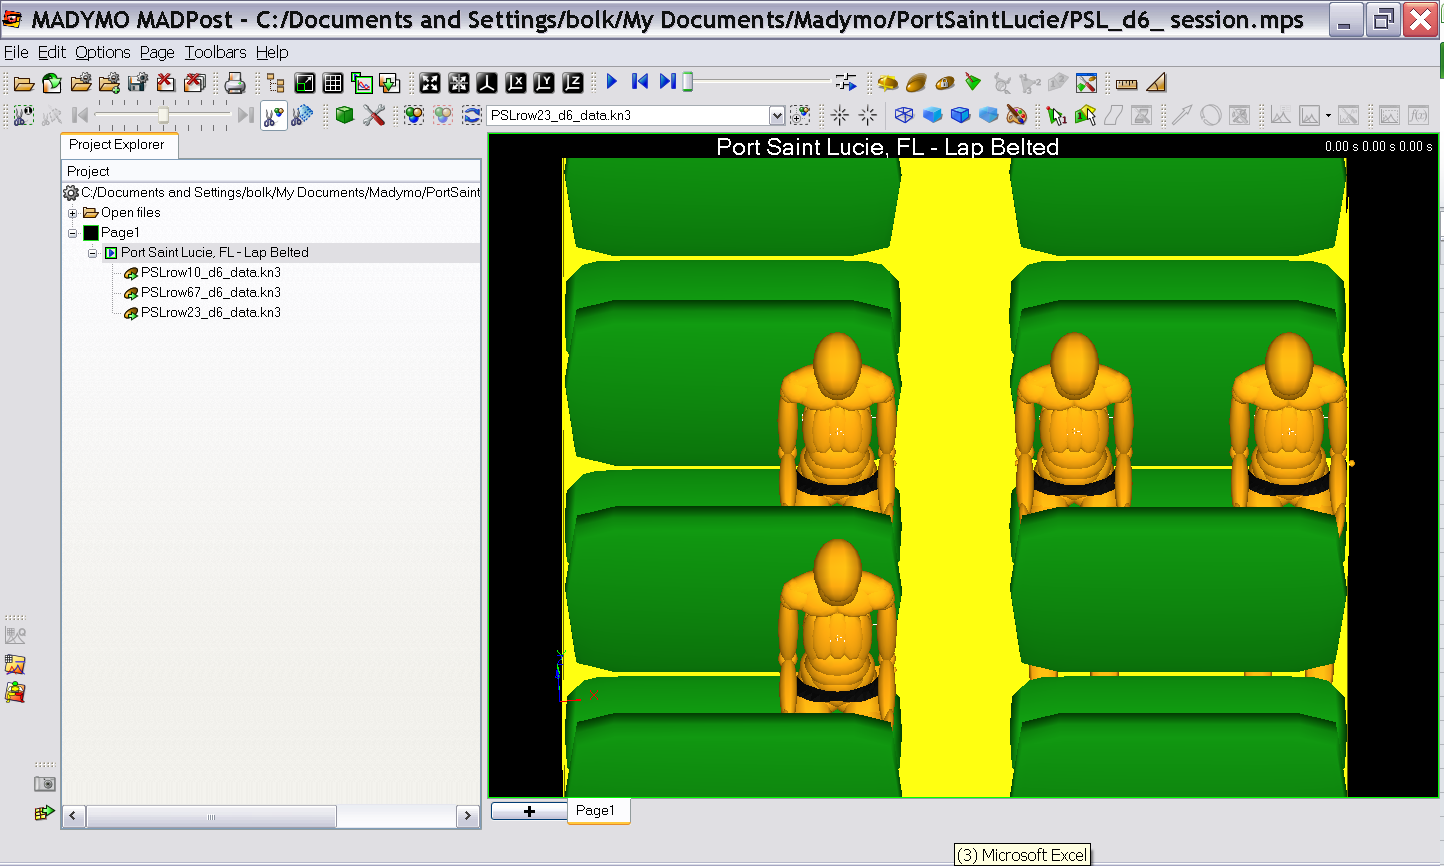 MADYMO MADPost - C:/Documents and Settings/bolk/My Documents/Madymo/PortSaintLucie/PSL_d6_ session.mps
File Edit Options Page Toolbars Help
PSLrow23_d6_data.kn3
Project Explorer
Project
C:/Documents and Settings/bolk/My Documents/Madymo/PortSaint
Open files
Page1
Port Saint Lucie, FL - Lap Belted
PSLrow10_d6_data.kn3
PSLrow67_d6_data.kn3
PSLrow23_d6_data.kn3
Port Saint Lucie, FL - Lap Belted
0.00 s 0.00 s 0.00 s
X
Page1
(3) Microsoft Excel